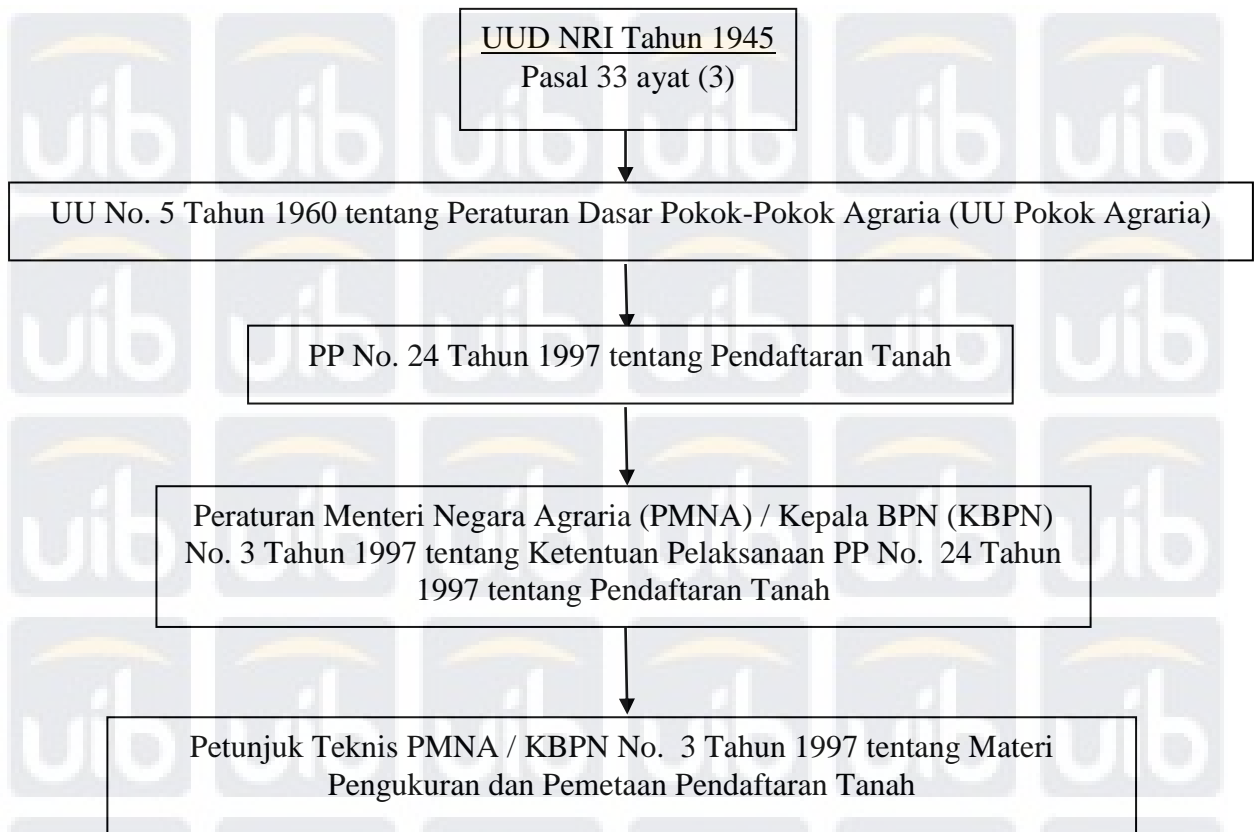 UUD NRI Tahun 1945
Pasal 33 ayat (3)
UU No. 5 Tahun 1960 tentang Peraturan Dasar Pokok-Pokok Agraria (UU Pokok Agraria)
PP No. 24 Tahun 1997 tentang Pendaftaran Tanah
Peraturan Menteri Negara Agraria (PMNA) / Kepala BPN (KBPN)
No. 3 Tahun 1997 tentang Ketentuan Pelaksanaan PP No. 24 Tahun
1997 tentang Pendaftaran Tanah
Petunjuk Teknis PMNA / KBPN No. 3 Tahun 1997 tentang Materi
Pengukuran dan Pemetaan Pendaftaran Tanah